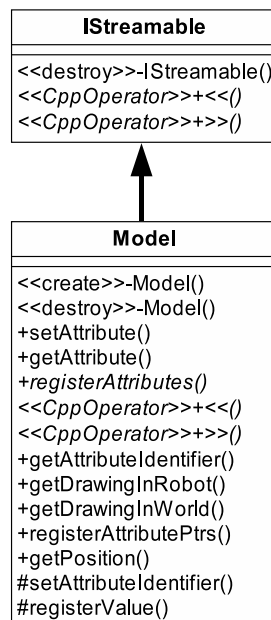 IStreamable
<<destroy>>-IStreamable()
<<CppOperator>>+<<()
<<CppOperator>>+>>()
Model
<<create>>-Model()
<<destroy>>-Model()
+setAttribute()
+getAttribute()
+registerAttributes()
<<CppOperator>>+<<()
<<CppOperator>>+>>()
+getAttributeIdentifier()
+getDrawingInRobot()
+getDrawingInWorld()
+registerAttributePtrs()
+getPosition()
#setAttributeIdentifier()
#registerValue()